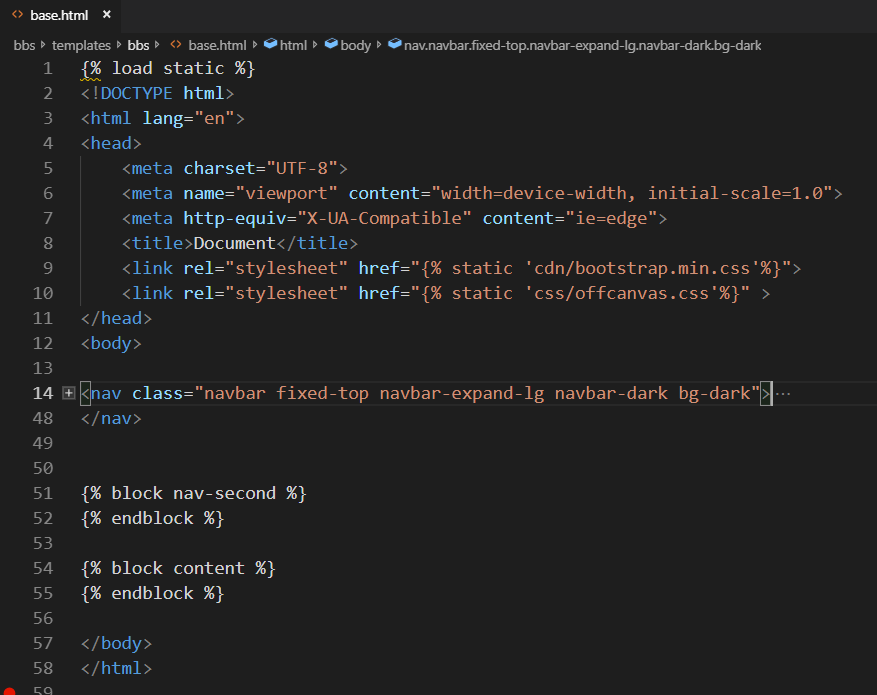 base.html ×
bbs templates bbs base.html html body nav.navbar.fixed-top.navbar-expand-lg.navbar-dark.bg-dark
1 {% load static %}
2 <!DOCTYPE html>
3 <html lang="en">
4 <head>
5     <meta charset="UTF-8">
6     <meta name="viewport" content="width=device-width, initial-scale=1.0">
7     <meta http-equiv="X-UA-Compatible" content="ie=edge">
8     <title>Document</title>
9     <link rel="stylesheet" href="{% static 'cdn/bootstrap.min.css'%}">
10     <link rel="stylesheet" href="{% static 'css/offcanvas.css'%}" >
11 </head>
12 <body>
13
14 <nav class="navbar fixed-top navbar-expand-lg navbar-dark bg-dark">…
48 </nav>
49
50
51 {% block nav-second %}
52 {% endblock %}
53
54 {% block content %}
55 {% endblock %}
56
57 </body>
58 </html>
59